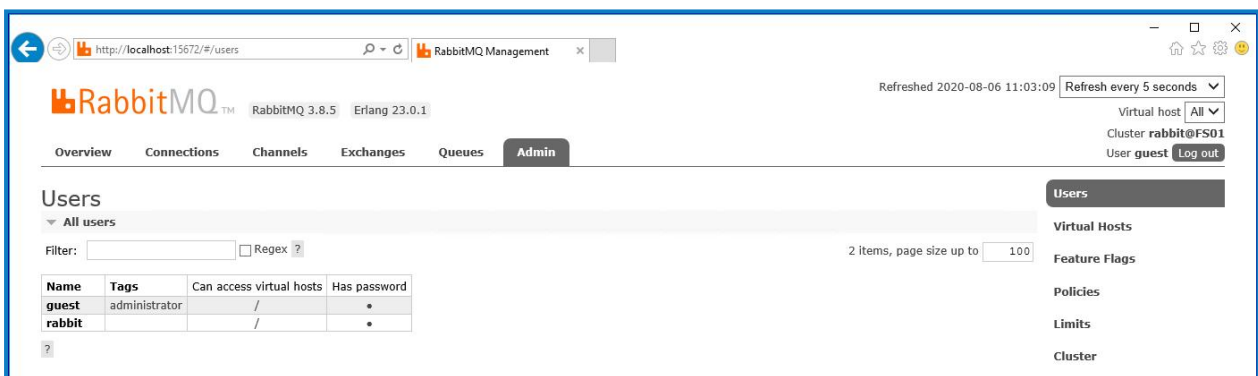 http://localhost:15672/#/users
RabbitMQ Management
Refreshed 2020-08-06 11:03:09 Refresh every 5 seconds
RabbitMQ TM RabbitMQ 3.8.5 Erlang 23.0.1
Virtual host All
Cluster rabbit@FS01
User guest Log out
Overview Connections Channels Exchanges Queues Admin
Users
All users
Filter: Regex ? 2 items, page size up to 100
Name Tags Can access virtual hosts Has password
guest administrator / •
rabbit / •
?
Users
Virtual Hosts
Feature Flags
Policies
Limits
Cluster